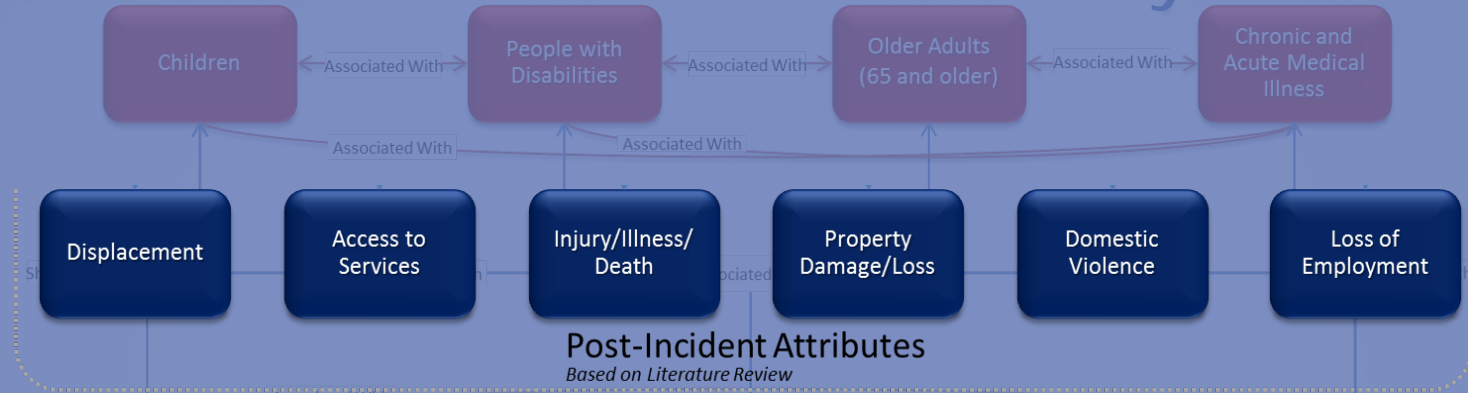 Children
Associated With
People with
Disabilities
Associated With
Older Adults
(65 and older)
Associated With
Chronic and
Acute Medical
Illness
Associated With
Associated With
Displacement
Access to
Services
Injury/Illness/
Death
Property
Damage/Loss
Domestic
Violence
Loss of
Employment
Post-Incident Attributes
Based on Literature Review